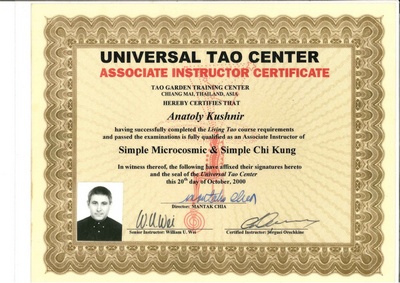 UNIVERSAL TAO CENTER
ASSOCIATE INSTRUCTOR CERTIFICATE
TAO GARDEN TRAINING CENTER
CHIANG MAI, THAILAND, ASIA
HEREBY CERTIFIES THAT
Anatoly Kushnir
having successfully completed the Living Tao course requirements
and passed the examinations is fully qualified as an Associate Instructor of
Simple Microcosmic & Simple Chi Kung
In witness thereof, the following have affixed their signatures hereto
and the seal of the Universal Tao Center
this 20th day of October, 2000
Director: MANTAK CHIA
W.U.Wei
Senior Instructor: William U. Wei Certified Instructor: Serguei Orechkine